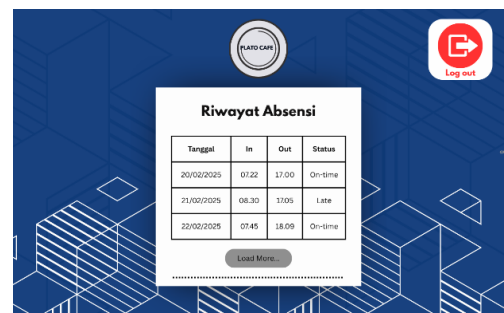 PLATO CAFE
Log out
Riwayat Absensi
Tanggal In Out Status
20/02/2025 07.22 17.00 On-time
21/02/2025 08.30 17.05 Late
22/02/2025 07.45 18.09 On-time
Load More...